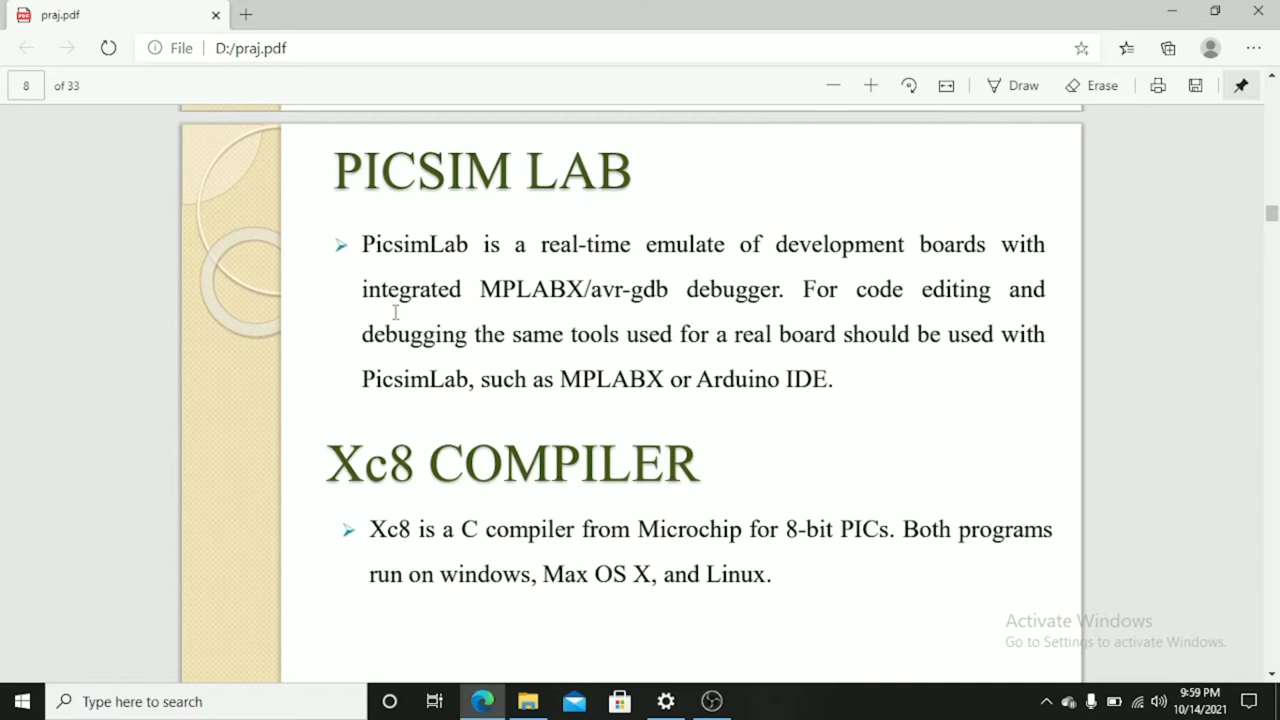 praj.pdf
File
D:/praj.pdf
8
of 33
Draw
Erase
PICSIM LAB
PicsimLab is a real-time emulate of development boards with
integrated MPLABX/avr-gdb debugger. For code editing and
debugging the same tools used for a real board should be used with
PicsimLab, such as MPLABX or Arduino IDE.
Xc8 COMPILER
Xc8 is a C compiler from Microchip for 8-bit PICs. Both programs
run on windows, Max OS X, and Linux.
Activate Windows
Go to Settings to activate Windows.
Type here to search
9:59 PM
10/14/2021